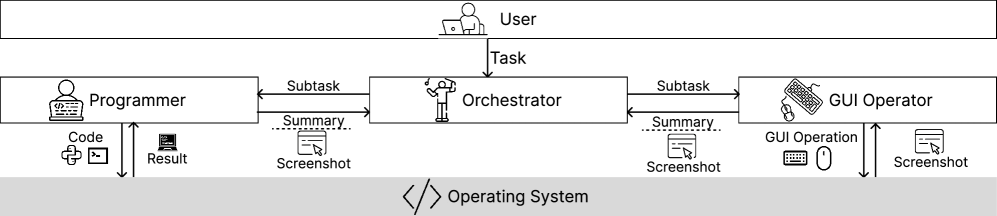 User
Task
Programmer
Subtask
Orchestrator
Subtask
GUI Operator
Summary
Screenshot
Summary
Screenshot
Code
Result
GUI Operation
Screenshot
</> Operating System